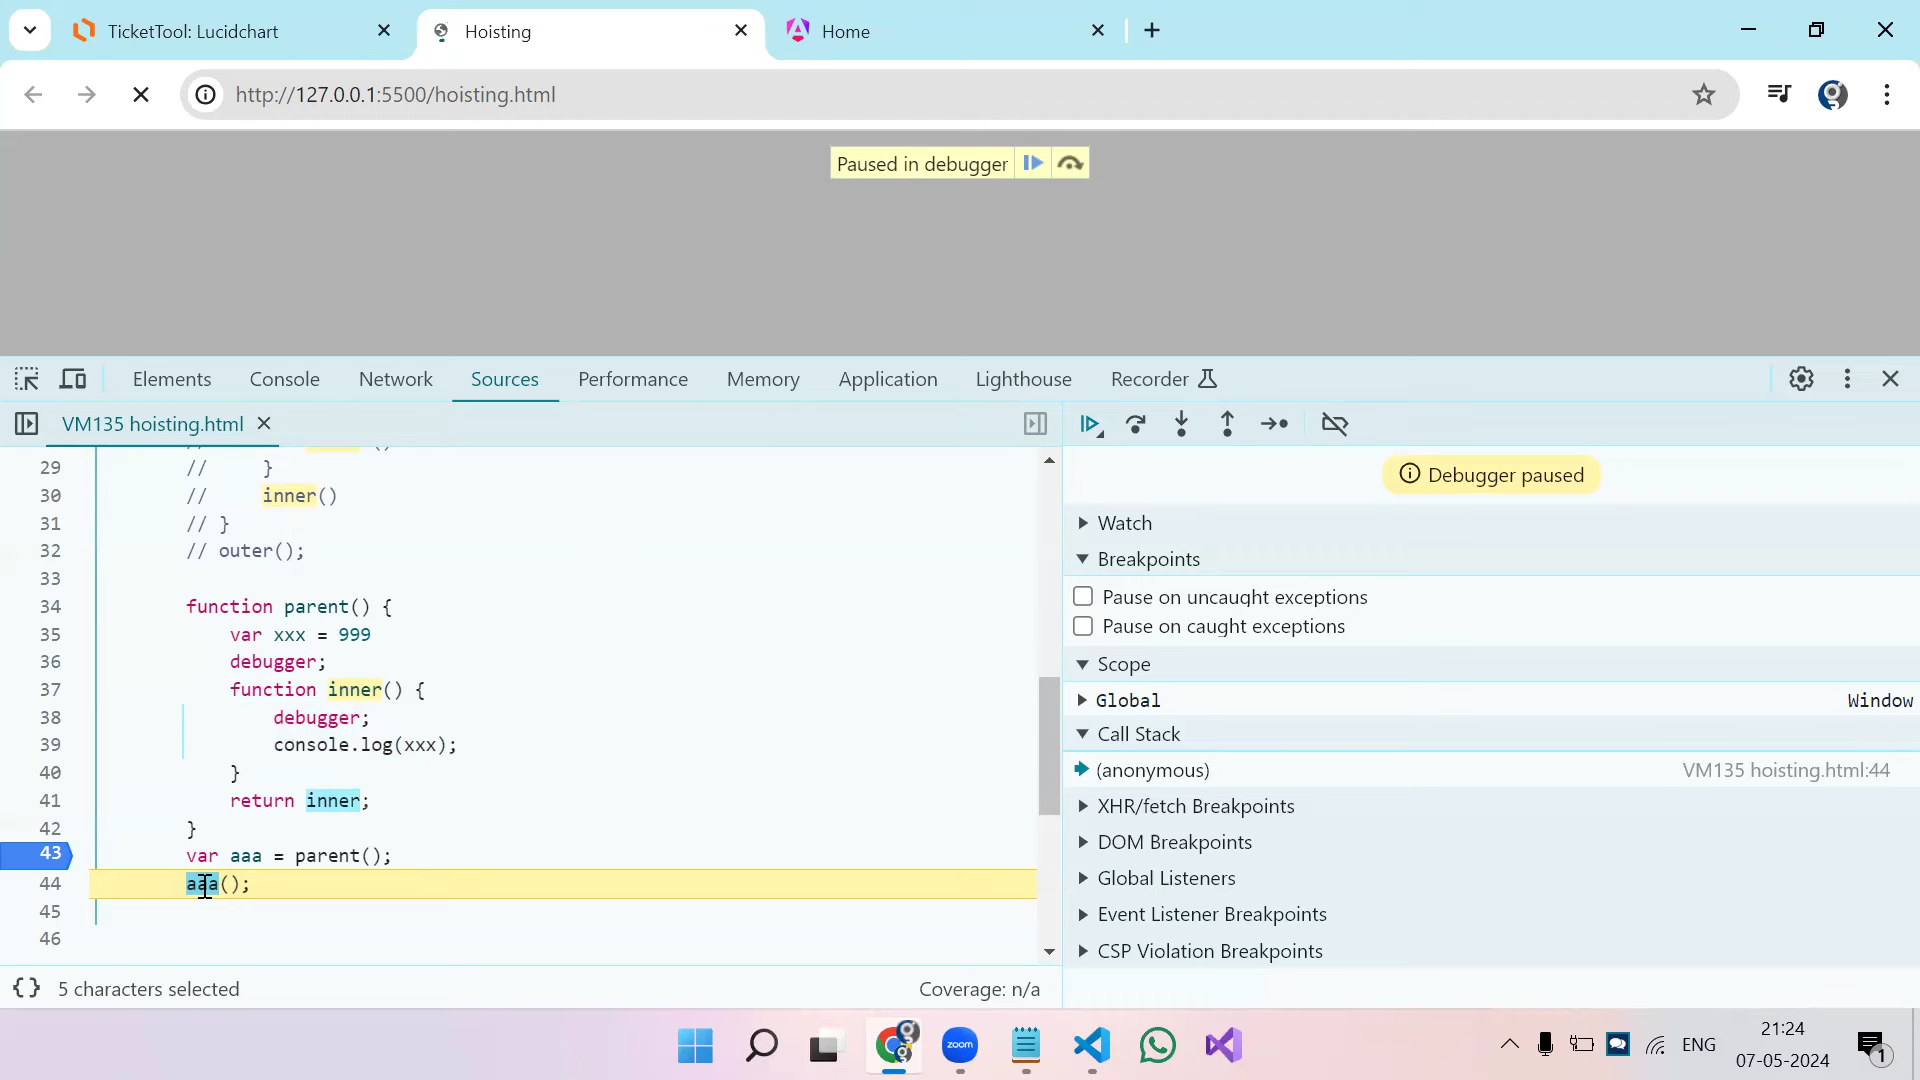 TicketTool: Lucidchart
Hoisting
Home
http://127.0.0.1:5500/hoisting.html
Paused in debugger
Elements
Console
Network
Sources
Performance
Memory
Application
Lighthouse
Recorder
VM135 hoisting.html
29 // }
30 // inner()
31 // }
32 // outer();
33
34 function parent() {
35 var xxx = 999
36 debugger;
37 function inner() {
38 debugger;
39 console.log(xxx);
40 }
41 return inner;
42 }
43 var aaa = parent();
44 aaa();
45
46
{} 5 characters selected
Coverage: n/a
Debugger paused
Watch
Breakpoints
Pause on uncaught exceptions
Pause on caught exceptions
Scope
Global Window
Call Stack
(anonymous) VM135 hoisting.html:44
XHR/fetch Breakpoints
DOM Breakpoints
Global Listeners
Event Listener Breakpoints
CSP Violation Breakpoints
zoom
ENG
21:24
07-05-2024
1